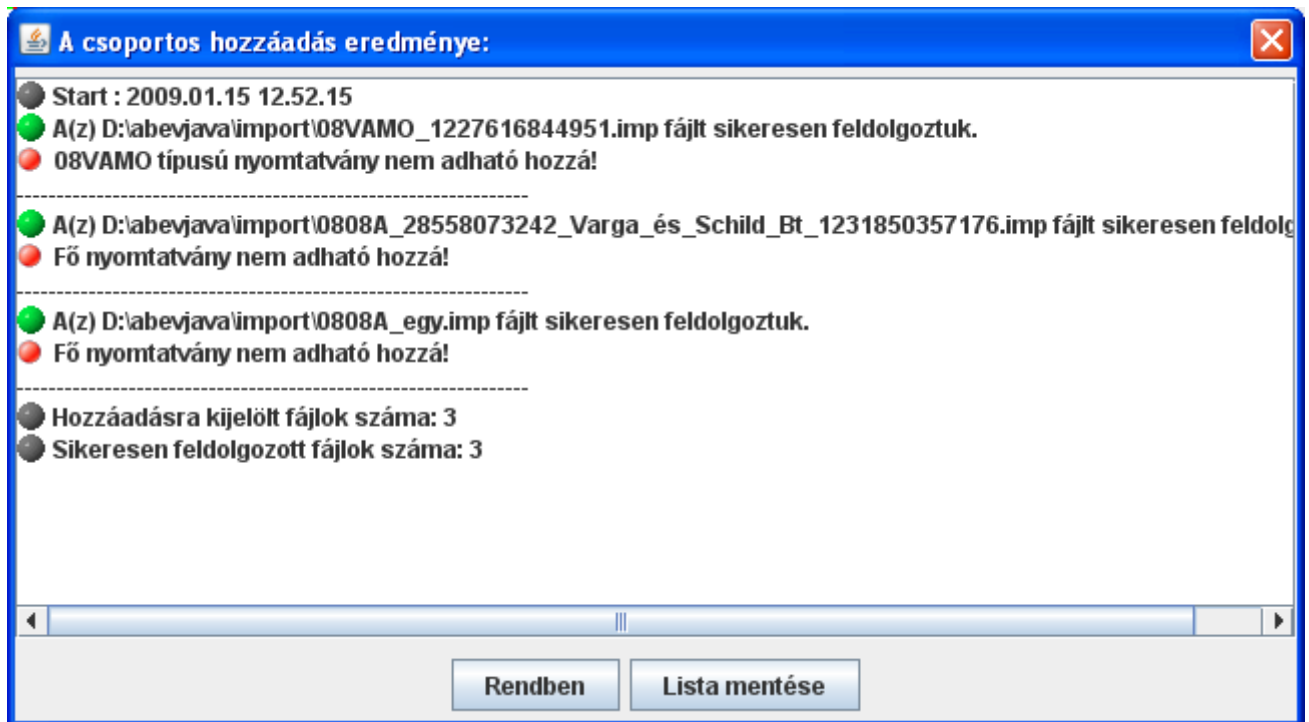 A csoportos hozzáadás eredménye:
Start : 2009.01.15 12.52.15
A(z) D:\abevjava\import\08VAMO_1227616844951.imp fájlt sikeresen feldolgoztuk.
08VAMO típusú nyomtatvány nem adható hozzá!
----------------------------------------------------------------
A(z) D:\abevjava\import\0808A_28558073242_Varga_és_Schild_Bt_1231850357176.imp fájlt sikeresen feldolg
Fő nyomtatvány nem adható hozzá!
----------------------------------------------------------------
A(z) D:\abevjava\import\0808A_egy.imp fájlt sikeresen feldolgoztuk.
Fő nyomtatvány nem adható hozzá!
----------------------------------------------------------------
Hozzáadásra kijelölt fájlok száma: 3
Sikeresen feldolgozott fájlok száma: 3
Rendben Lista mentése